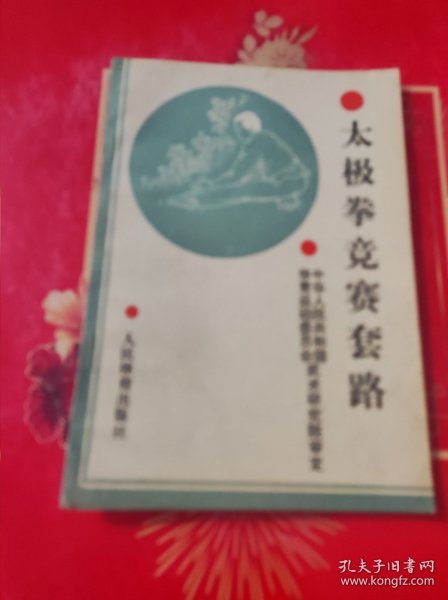 太极拳竞赛套路
中华人民共和国
体育运动委员会武术研究院审定
人民体育出版社
孔夫子旧书网
www.kongfz.com